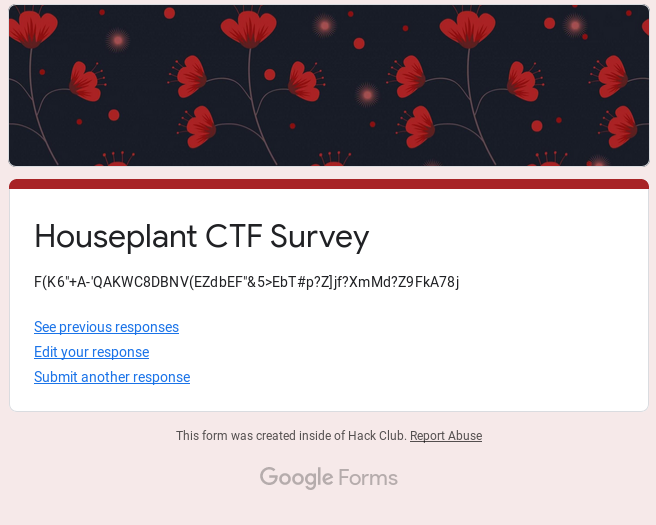 Houseplant CTF Survey
F(K6"+A-'QAKWC8DBNV(EZdbEF"&5>EbT#p?Z]jf?XmMd?Z9FkA78j
See previous responses
Edit your response
Submit another response
This form was created inside of Hack Club. Report Abuse
Google Forms